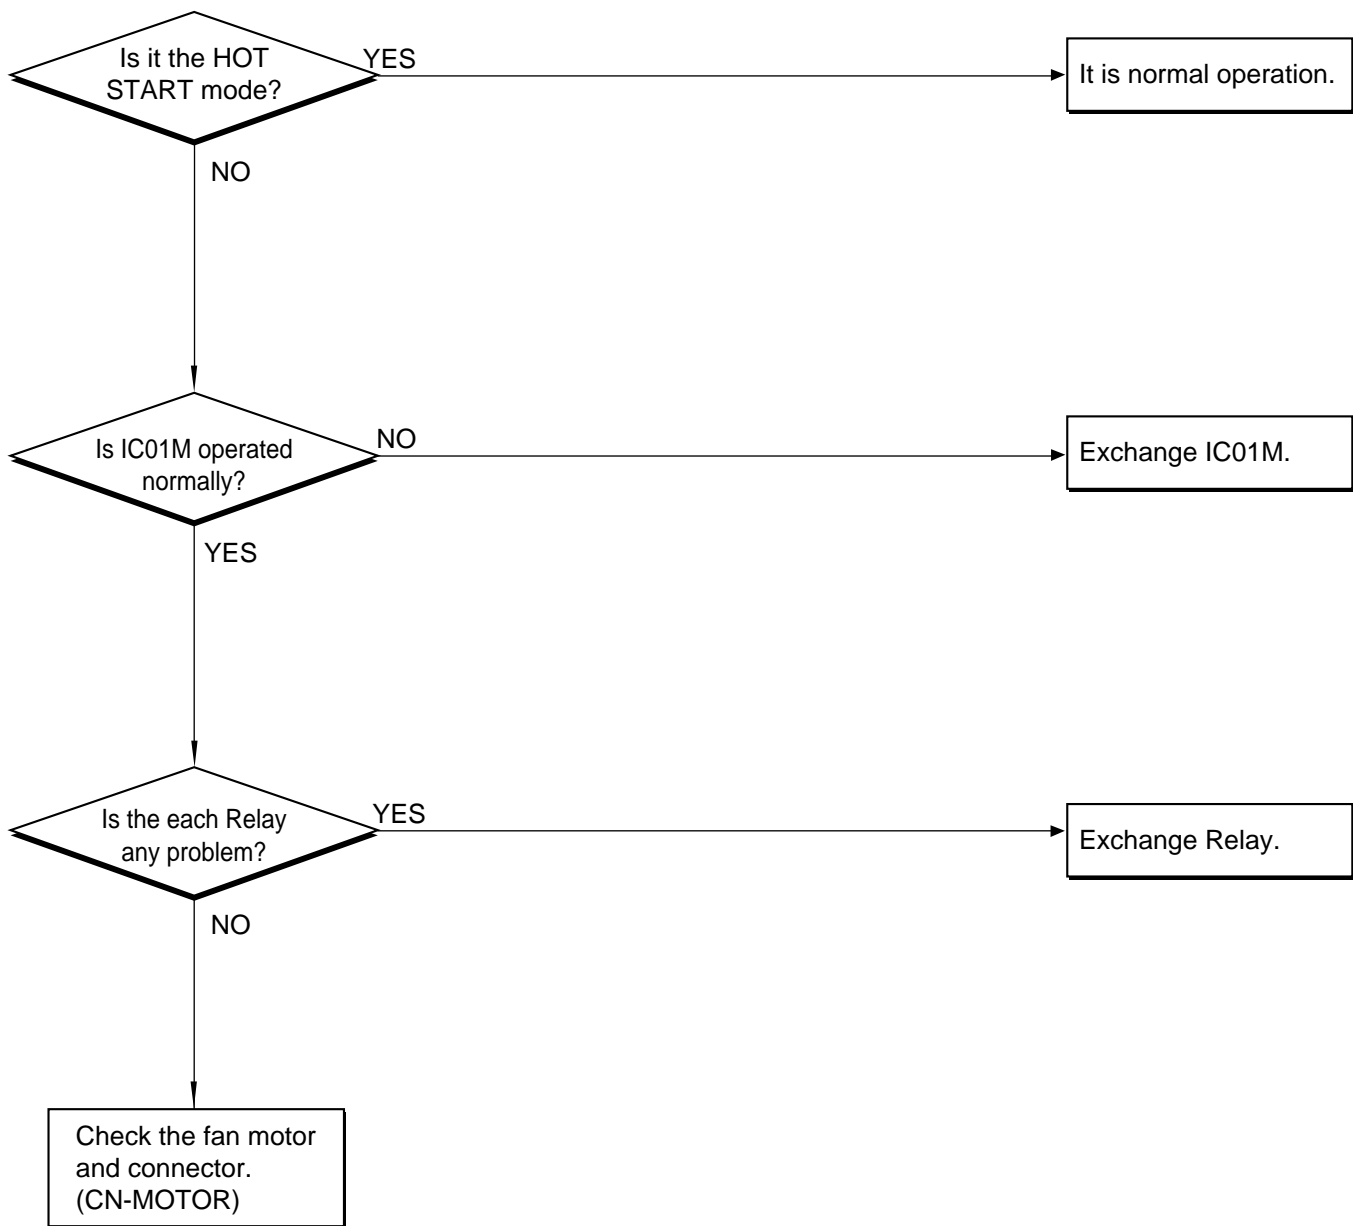 Is it the HOT
START mode?
YES
It is normal operation.
NO
Is IC01M operated
normally?
NO
Exchange IC01M.
YES
Is the each Relay
any problem?
YES
Exchange Relay.
NO
Check the fan motor
and connector.
(CN-MOTOR)